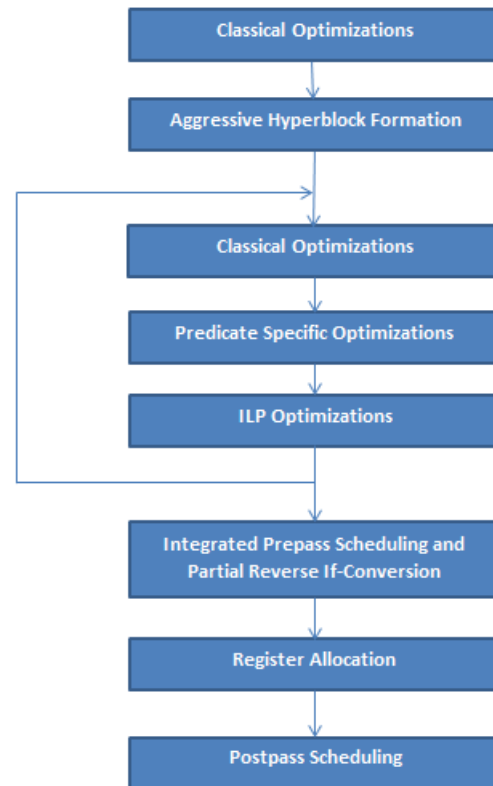 Classical Optimizations
Aggressive Hyperblock Formation
Classical Optimizations
Predicate Specific Optimizations
ILP Optimizations
Integrated Prepass Scheduling and
Partial Reverse If-Conversion
Register Allocation
Postpass Scheduling